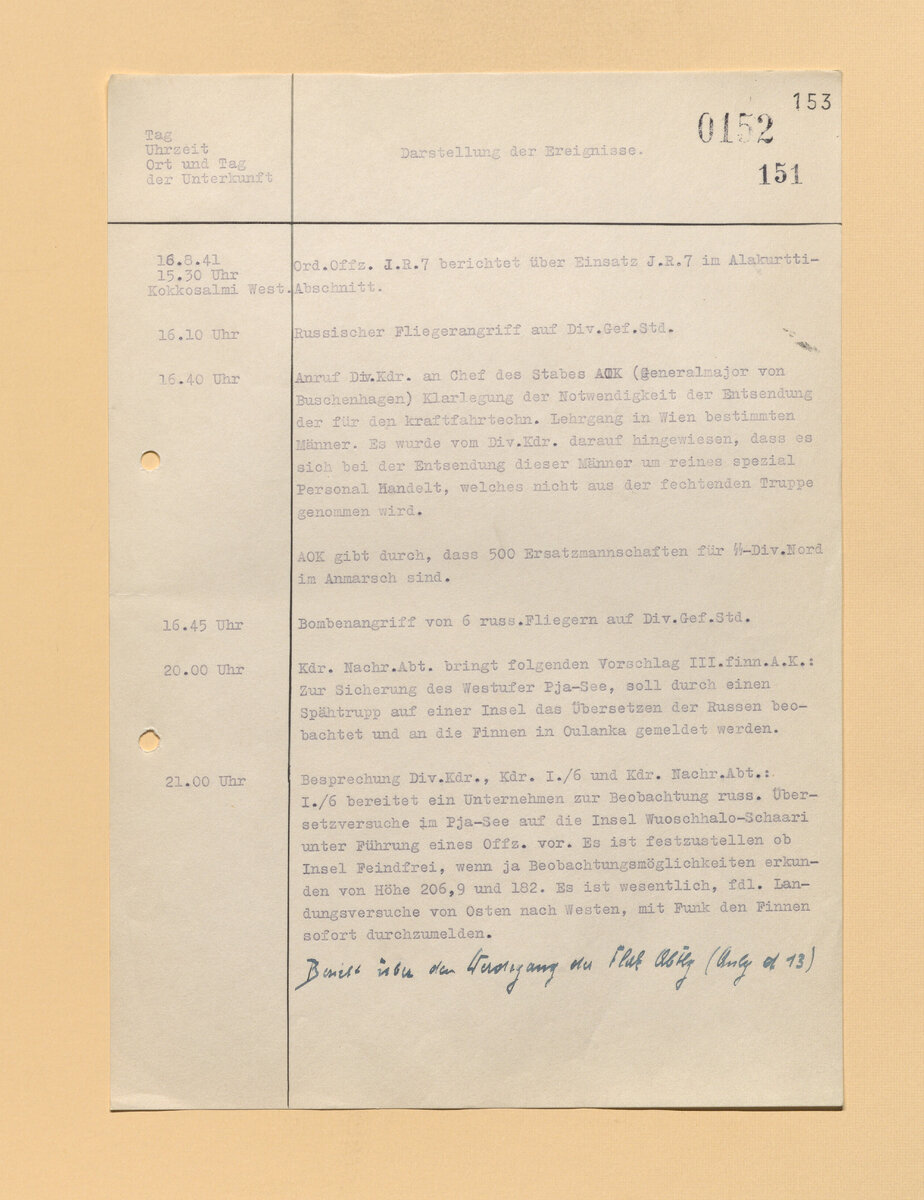 153
0152
151
Tag
Uhrzeit
Ort und Tag
der Unterkunft
Darstellung der Ereignisse.
16.8.41
15.30 Uhr
Kokkosalmi West.
Ord.Offz. I.R.7 berichtet über Einsatz J.R.7 im Alakurtti-
Abschnitt.
16.10 Uhr
Russischer Fliegerangriff auf Div.Gef.Std.
16.40 Uhr
Anruf Div.Kdr. an Chef des Stabes AOK (Generalmajor von
Buschenhagen) Klarlegung der Notwendigkeit der Entsendung
der für den kraftfahrtechn. Lehrgang in Wien bestimmten
Männer. Es wurde vom Div.Kdr. darauf hingewiesen, dass es
sich bei der Entsendung dieser Männer um reines spezial
Personal Handelt, welches nicht aus der fechtenden Truppe
genommen wird.
AOK gibt durch, dass 500 Ersatzmannschaften für ᛋᛋ-Div.Nord
im Anmarsch sind.
16.45 Uhr
Bombenangriff von 6 russ.Fliegern auf Div.Gef.Std.
20.00 Uhr
Kdr. Nachr.Abt. bringt folgenden Vorschlag III.finn.A.K.:
Zur Sicherung des Westufer Pja-See, soll durch einen
Spähtrupp auf einer Insel das Übersetzen der Russen beo-
bachtet und an die Finnen in Oulanka gemeldet werden.
21.00 Uhr
Besprechung Div.Kdr., Kdr. I./6 und Kdr. Nachr.Abt.:
I./6 bereitet ein Unternehmen zur Beobachtung russ. Über-
setzversuche im Pja-See auf die Insel Wuoschhalo-Schaari
unter Führung eines Offz. vor. Es ist festzustellen ob
Insel Feindfrei, wenn ja Beobachtungsmöglichkeiten erkun-
den von Höhe 206,9 und 182. Es ist wesentlich, fdl. Lan-
dungsversuche von Osten nach Westen, mit Funk den Finnen
sofort durchzumelden.
Bericht über den Werdegang der Flak Abtlg (Anlg d 13)